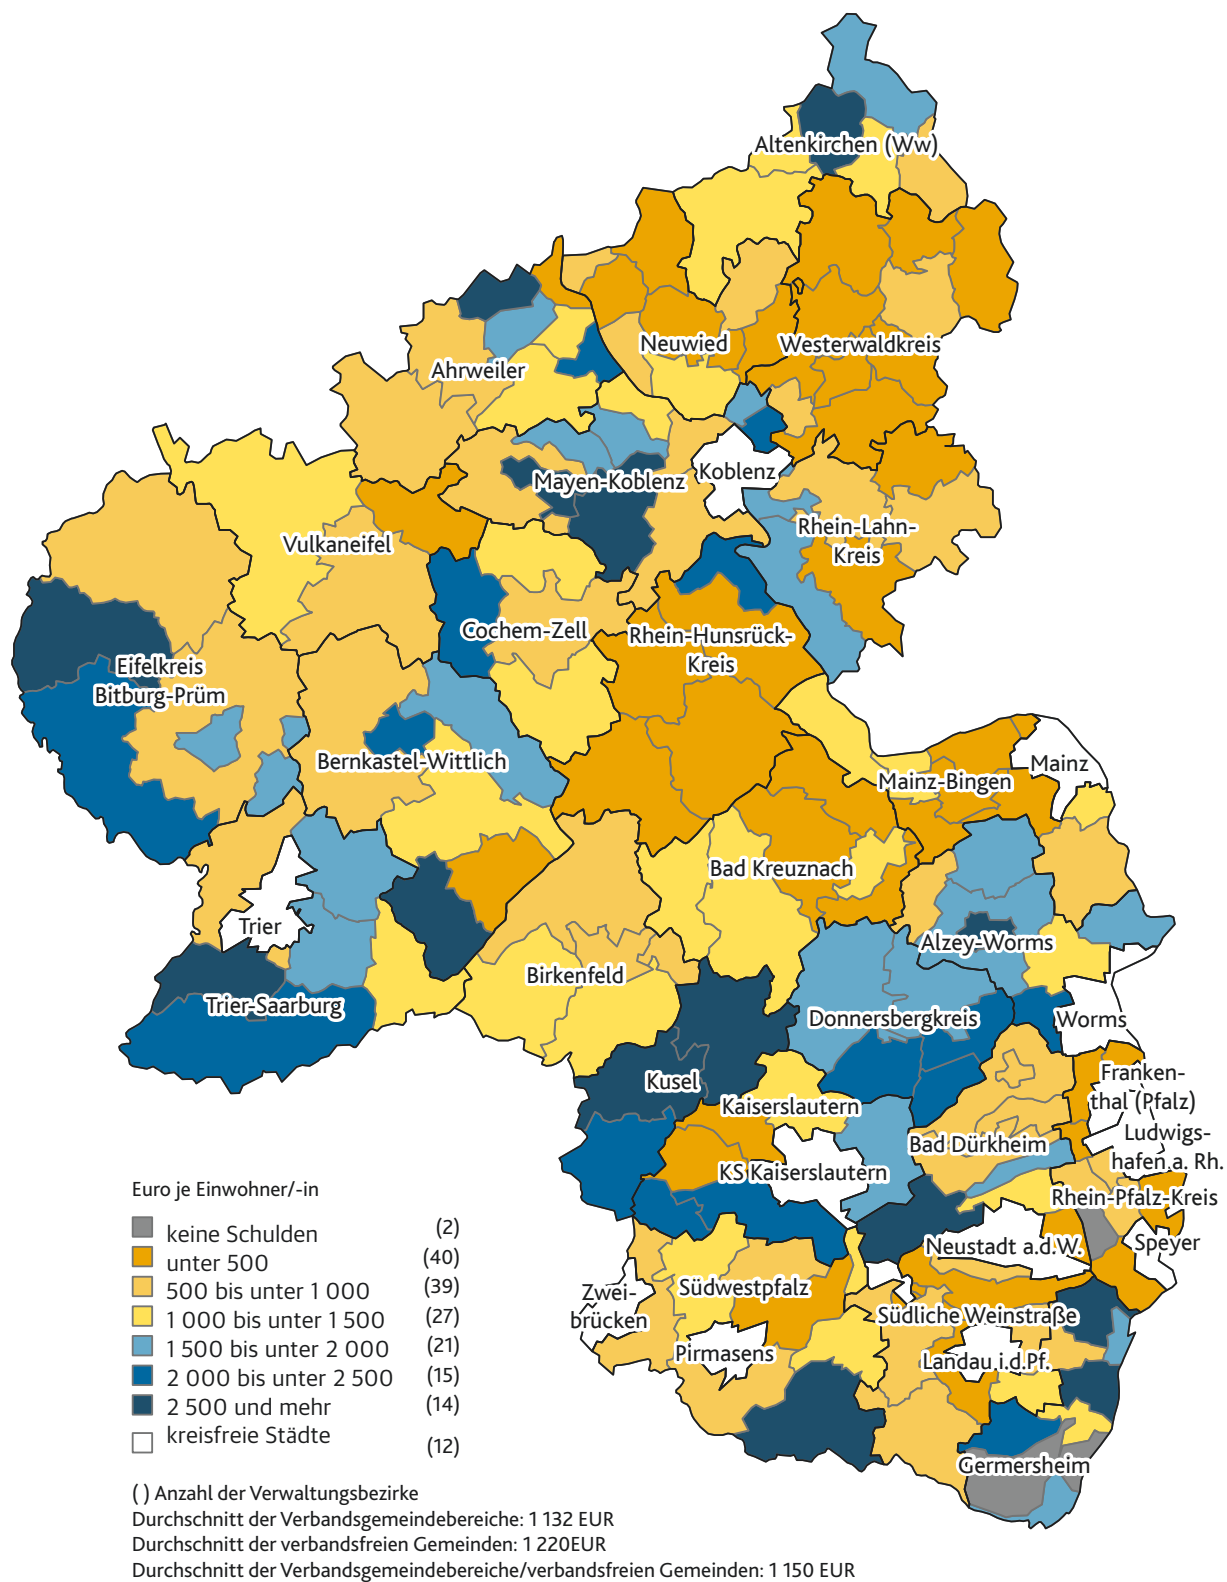 Altenkirchen (Ww)
Neuwied
Westerwaldkreis
Ahrweiler
Mayen-Koblenz
Koblenz
Vulkaneifel
Rhein-Lahn-
Kreis
Cochem-Zell
Rhein-Hunsrück-
Kreis
Eifelkreis
Bitburg-Prüm
Bernkastel-Wittlich
Mainz
Mainz-Bingen
Bad Kreuznach
Trier
Alzey-Worms
Birkenfeld
Trier-Saarburg
Donnersbergkreis
Worms
Kusel
Franken-
thal (Pfalz)
Kaiserslautern
Ludwigs-
hafen a. Rh.
Bad Dürkheim
KS Kaiserslautern
Rhein-Pfalz-Kreis
Neustadt a.d.W.
Speyer
Südwestpfalz
Zwei-
brücken
Südliche Weinstraße
Pirmasens
Landau i.d.Pf.
Germersheim
Euro je Einwohner/-in
keine Schulden (2)
unter 500 (40)
500 bis unter 1 000 (39)
1 000 bis unter 1 500 (27)
1 500 bis unter 2 000 (21)
2 000 bis unter 2 500 (15)
2 500 und mehr (14)
kreisfreie Städte (12)
( ) Anzahl der Verwaltungsbezirke
Durchschnitt der Verbandsgemeindebereiche: 1 132 EUR
Durchschnitt der verbandsfreien Gemeinden: 1 220EUR
Durchschnitt der Verbandsgemeindebereiche/verbandsfreien Gemeinden: 1 150 EUR